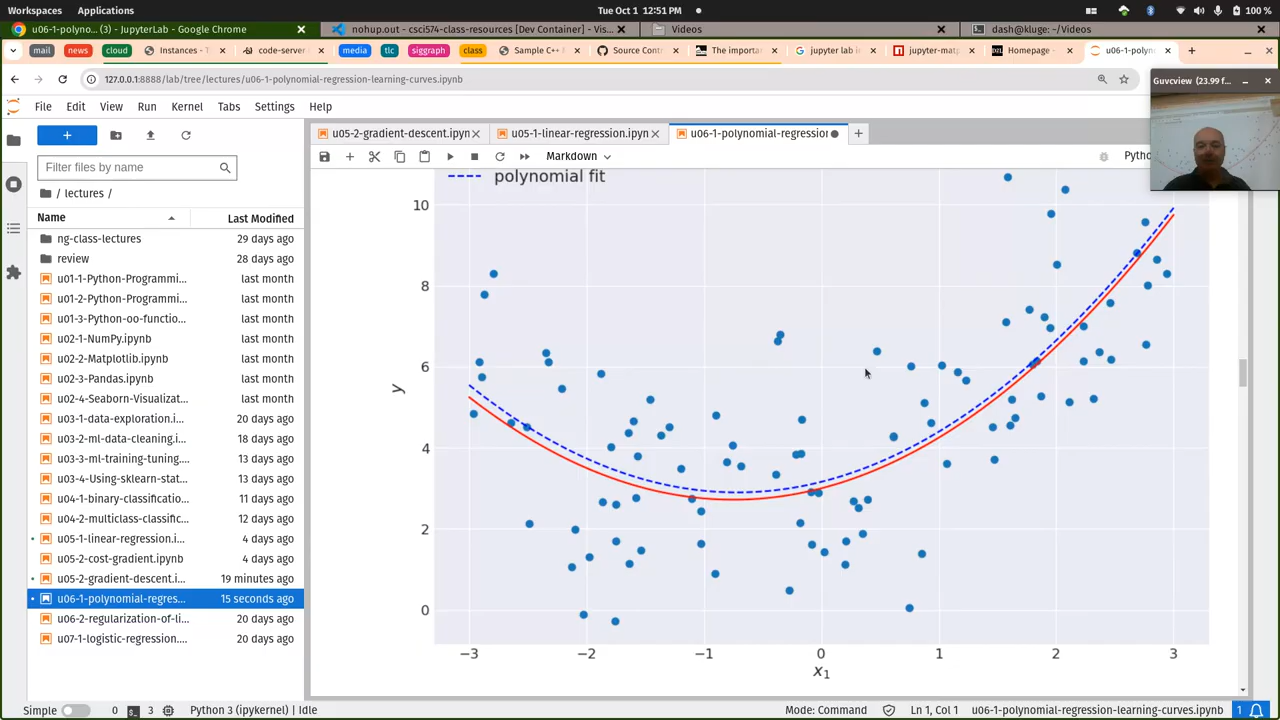 Workspaces Applications Tue Oct 1 12:51 PM 100 %
u06-1-polyno... (3) - JupyterLab - Google Chrome nohup.out - csci574-class-resources [Dev Container] - Vis... Videos dash@kluge: ~/Videos
mail news cloud Instances - code-server media tlc siggraph class Sample C++ F Source Contr The importan jupyter lab g jupyter-mat Homepage - u06-1-polyn
127.0.0.1:8888/lab/tree/lectures/u06-1-polynomial-regression-learning-curves.ipynb
Guvcview (23.99 f...
File Edit View Run Kernel Tabs Settings Help
u05-2-gradient-descent.ipyn u05-1-linear-regression.ipyn u06-1-polynomial-regression
Markdown Pytho
Filter files by name
/ lectures /
Name Last Modified
ng-class-lectures 29 days ago
review 28 days ago
u01-1-Python-Programmi... last month
u01-2-Python-Programmi... last month
u01-3-Python-oo-functio... last month
u02-1-NumPy.ipynb last month
u02-2-Matplotlib.ipynb last month
u02-3-Pandas.ipynb last month
u02-4-Seaborn-Visualizat... last month
u03-1-data-exploration.i... 20 days ago
u03-2-ml-data-cleaning.i... 18 days ago
u03-3-ml-training-tuning.... 13 days ago
u03-4-Using-sklearn-stat... 13 days ago
u04-1-binary-classificatio... 11 days ago
u04-2-multiclass-classific... 12 days ago
u05-1-linear-regression.i... 4 days ago
u05-2-cost-gradient.ipynb 4 days ago
u05-2-gradient-descent.i... 19 minutes ago
u06-1-polynomial-regres... 15 seconds ago
u06-2-regularization-of-li... 20 days ago
u07-1-logistic-regression.... 20 days ago
polynomial fit
10
8
6
y
4
2
0
−3 −2 −1 0 1 2 3
x1
Simple 0 3 Python 3 (ipykernel) | Idle Mode: Command Ln 1, Col 1 u06-1-polynomial-regression-learning-curves.ipynb 1